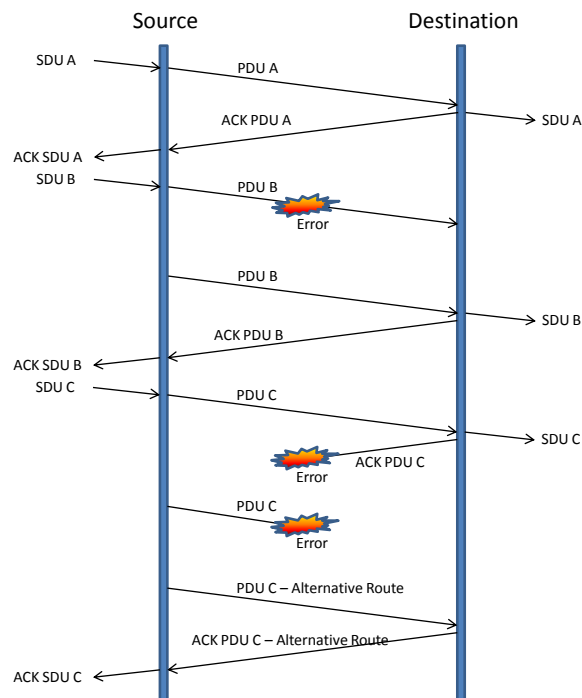 Source
Destination
SDU A
PDU A
ACK PDU A
SDU A
ACK SDU A
SDU B
PDU B
Error
PDU B
SDU B
ACK PDU B
ACK SDU B
SDU C
PDU C
SDU C
ACK PDU C
Error
PDU C
Error
PDU C – Alternative Route
ACK PDU C – Alternative Route
ACK SDU C